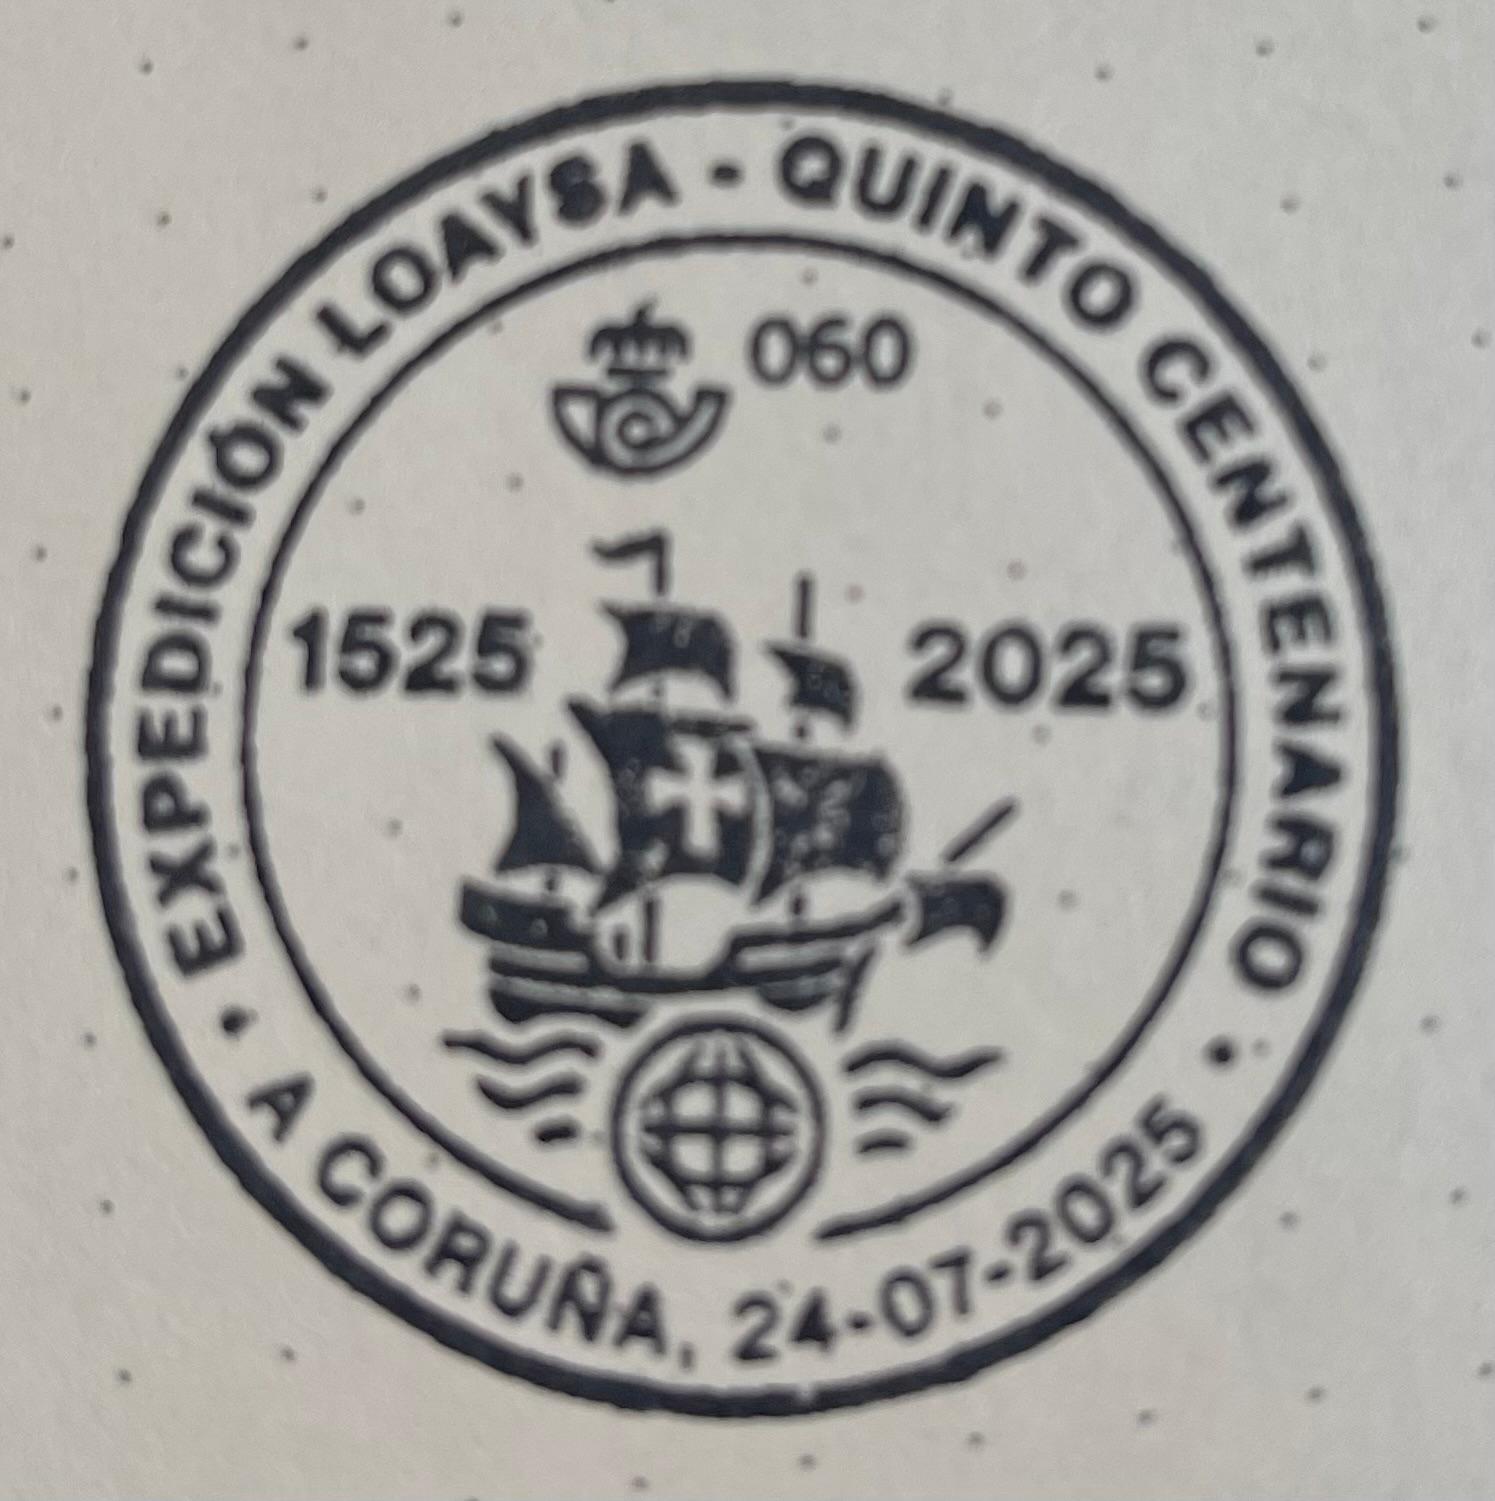 EXPEDICIÓN LOAYSA - QUINTO CENTENARIO
060
1525
2025
A CORUÑA, 24-07-2025